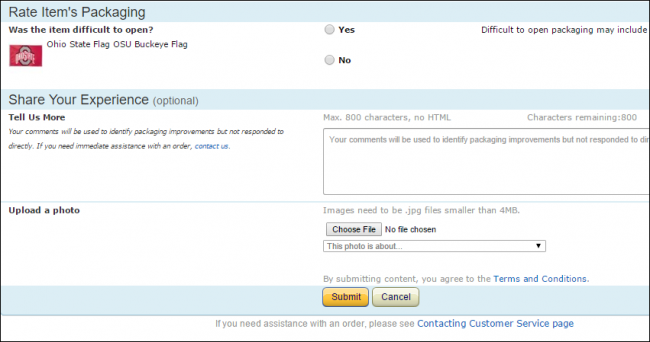 Rate Item's Packaging
Was the item difficult to open?
Yes
Difficult to open packaging may include
Ohio State Flag OSU Buckeye Flag
No
Share Your Experience (optional)
Tell Us More
Max. 800 characters, no HTML
Characters remaining:800
Your comments will be used to identify packaging improvements but not responded to
directly. If you need immediate assistance with an order, contact us.
Your comments will be used to identify packaging improvements but not responded to dire
Upload a photo
Images need to be .jpg files smaller than 4MB.
Choose File No file chosen
This photo is about...
By submitting content, you agree to the Terms and Conditions.
Submit Cancel
If you need assistance with an order, please see Contacting Customer Service page